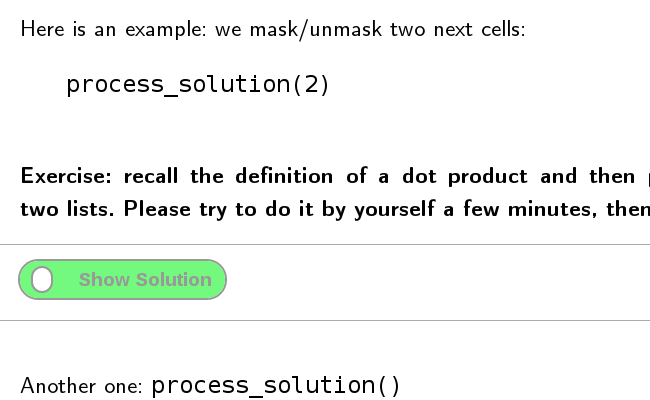 Here is an example: we mask/unmask two next cells:
process_solution(2)
Exercise: recall the definition of a dot product and then
two lists. Please try to do it by yourself a few minutes, then
Show Solution
Another one: process_solution()